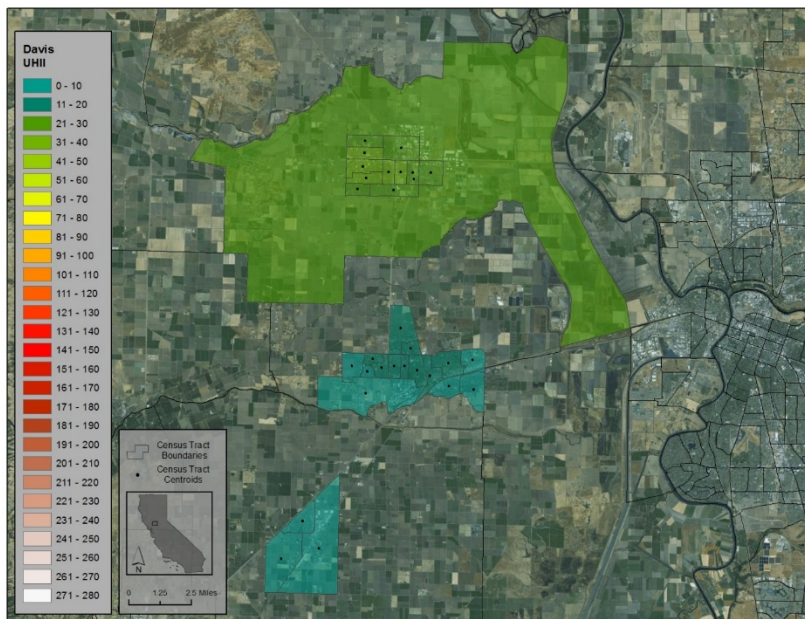 Davis
UHII
0 - 10
11 - 20
21 - 30
31 - 40
41 - 50
51 - 60
61 - 70
71 - 80
81 - 90
91 - 100
101 - 110
111 - 120
121 - 130
131 - 140
141 - 150
151 - 160
161 - 170
171 - 180
181 - 190
191 - 200
201 - 210
211 - 220
221 - 230
231 - 240
241 - 250
251 - 260
261 - 270
271 - 280
Census Tract
Boundaries
Census Tract
Centroids
N
0 1.25 2.5 Miles